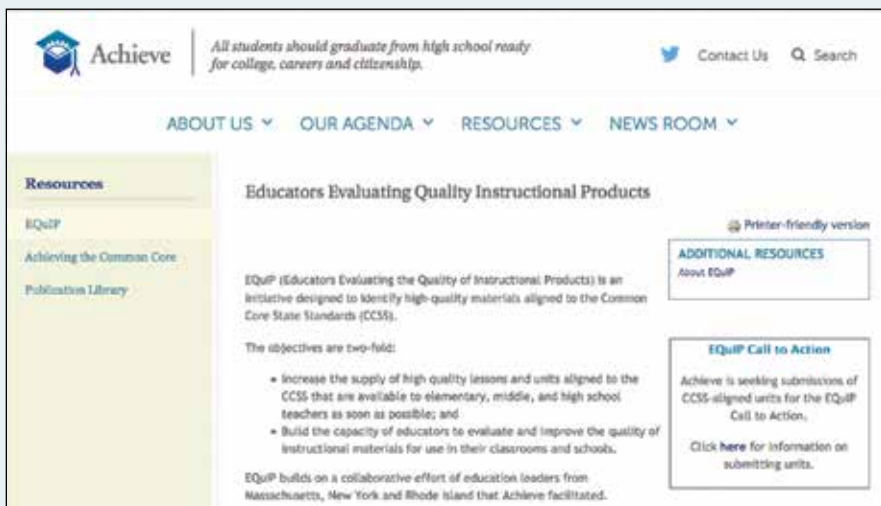 Achieve
All students should graduate from high school ready
for college, careers and citizenship.
Contact Us
Search
ABOUT US
OUR AGENDA
RESOURCES
NEWS ROOM
Resources
EQuIP
Achieving the Common Core
Publication Library
Educators Evaluating Quality Instructional Products
Printer-friendly version
EQuIP (Educators Evaluating the Quality of Instructional Products) is an
initiative designed to identify high-quality materials aligned to the Common
Core State Standards (CCSS).
The objectives are two-fold:
• Increase the supply of high quality lessons and units aligned to the
CCSS that are available to elementary, middle, and high school
teachers as soon as possible; and
• Build the capacity of educators to evaluate and improve the quality of
instructional materials for use in their classrooms and schools.
EQuIP builds on a collaborative effort of education leaders from
Massachusetts, New York and Rhode Island that Achieve facilitated.
ADDITIONAL RESOURCES
About EQuIP
EQuIP Call to Action
Achieve is seeking submissions of
CCSS-aligned units for the EQuIP
Call to Action.
Click here for information on
submitting units.